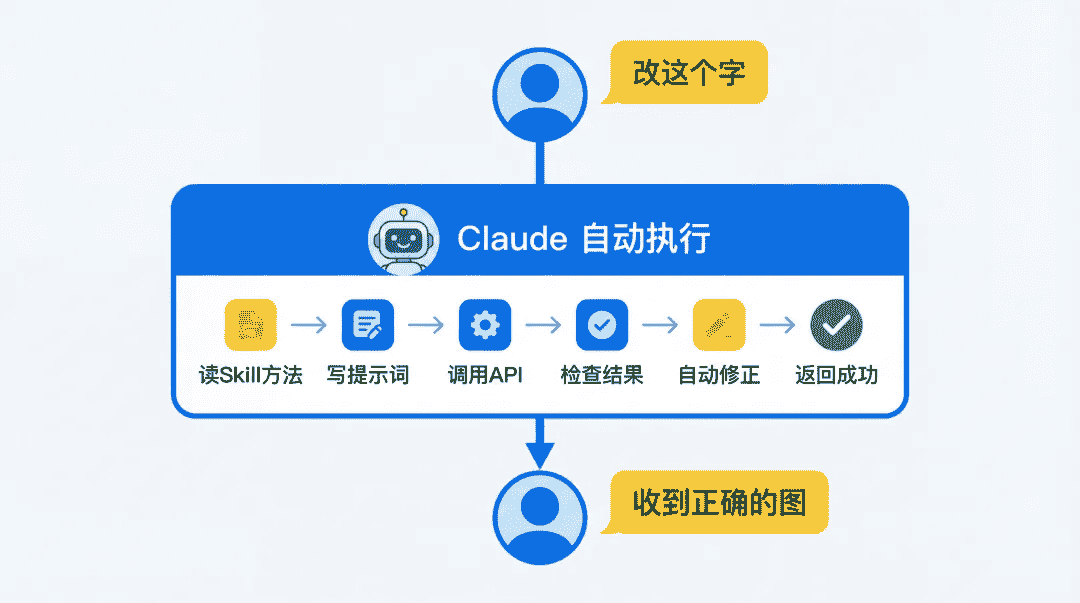 改这个字
Claude 自动执行
读Skill方法
写提示词
调用API
检查结果
自动修正
返回成功
收到正确的图